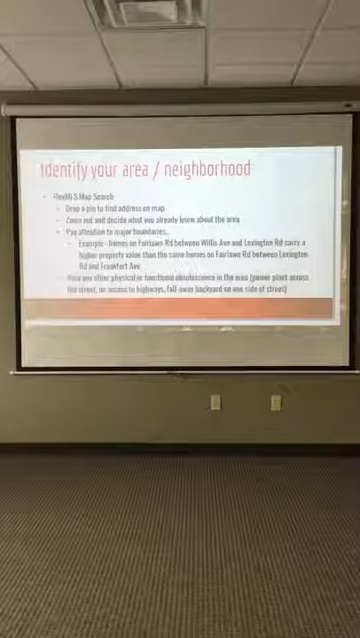 Identify your area / neighborhood
- FlexMLS Map Search
- Drop a pin to find address on map
- Zoom out and decide what you already know about the area
- Pay attention to major boundaries...
- Example - homes on Fairlawn Rd between Willis Ave and Lexington Rd carry a
higher property value than the same homes on Fairlawn Rd between Lexington
Rd and Frankfort Ave
- Note any other physical or functional obsolescence in the area (power plant across
the street, no access to highways, fall-away backyard on one side of street)